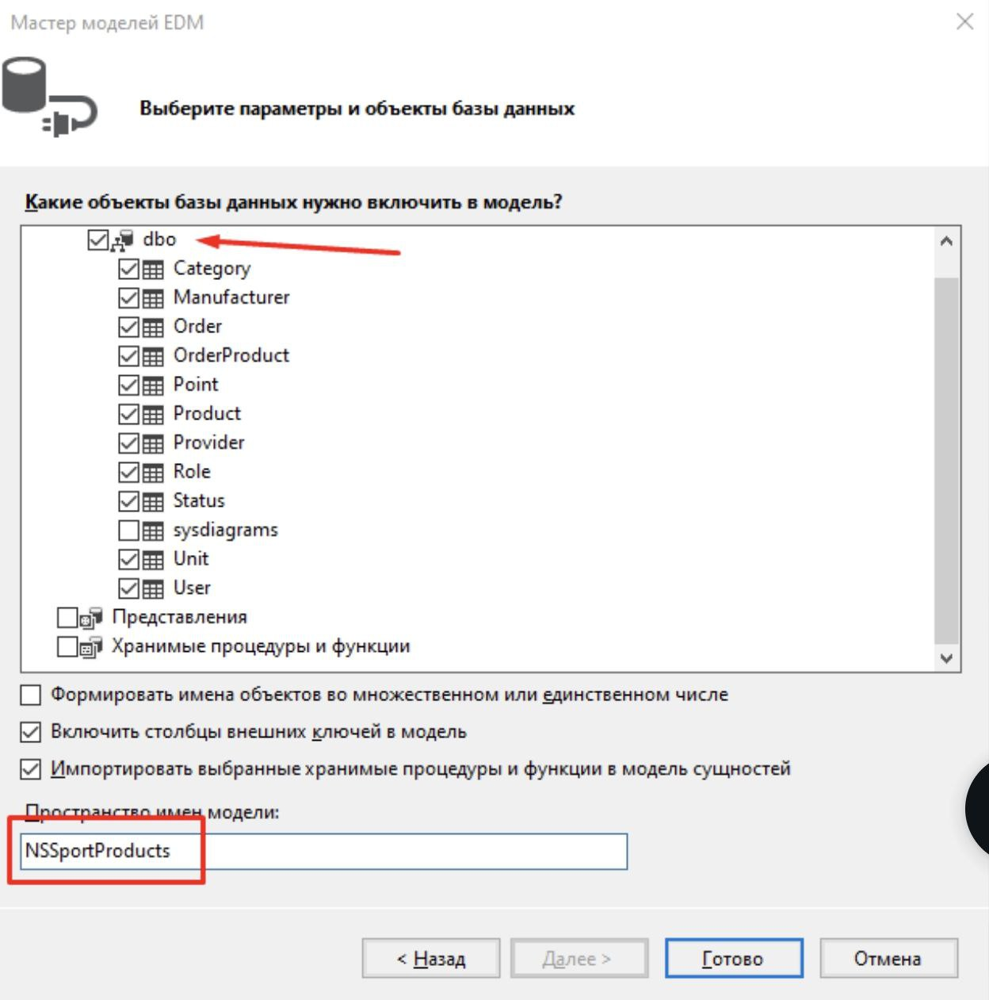 Мастер моделей EDM
Выберите параметры и объекты базы данных
Какие объекты базы данных нужно включить в модель?
dbo
Category
Manufacturer
Order
OrderProduct
Point
Product
Provider
Role
Status
sysdiagrams
Unit
User
Представления
Хранимые процедуры и функции
Формировать имена объектов во множественном или единственном числе
Включить столбцы внешних ключей в модель
Импортировать выбранные хранимые процедуры и функции в модель сущностей
Пространство имен модели:
NSSportProducts
< Назад
Далее >
Готово
Отмена